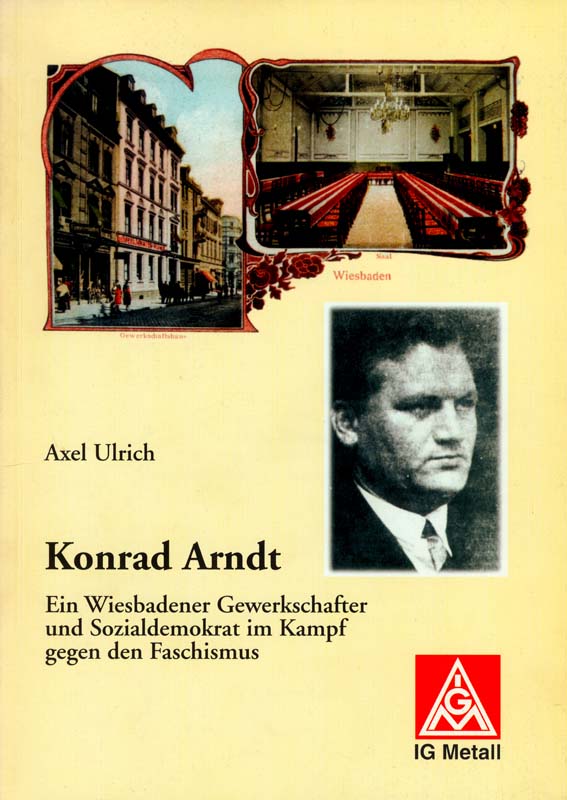 Saal
Wiesbaden
Gewerkschaftshaus
Axel Ulrich
Konrad Arndt
Ein Wiesbadener Gewerkschafter
und Sozialdemokrat im Kampf
gegen den Faschismus
IGM
IG Metall